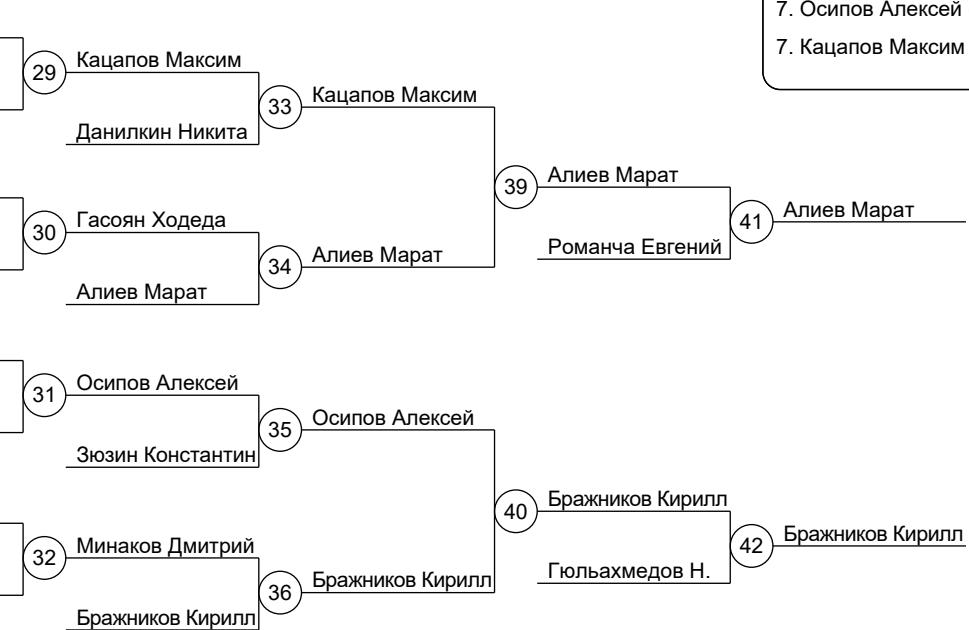 7. Осипов Алексей
7. Кацапов Максим
29
Кацапов Максим
33
Кацапов Максим
Данилкин Никита
39
Алиев Марат
30
Гасоян Ходеда
41
Алиев Марат
34
Алиев Марат
Романча Евгений
Алиев Марат
31
Осипов Алексей
35
Осипов Алексей
Зюзин Константин
40
Бражников Кирилл
32
Минаков Дмитрий
42
Бражников Кирилл
36
Бражников Кирилл
Гюльахмедов Н.
Бражников Кирилл